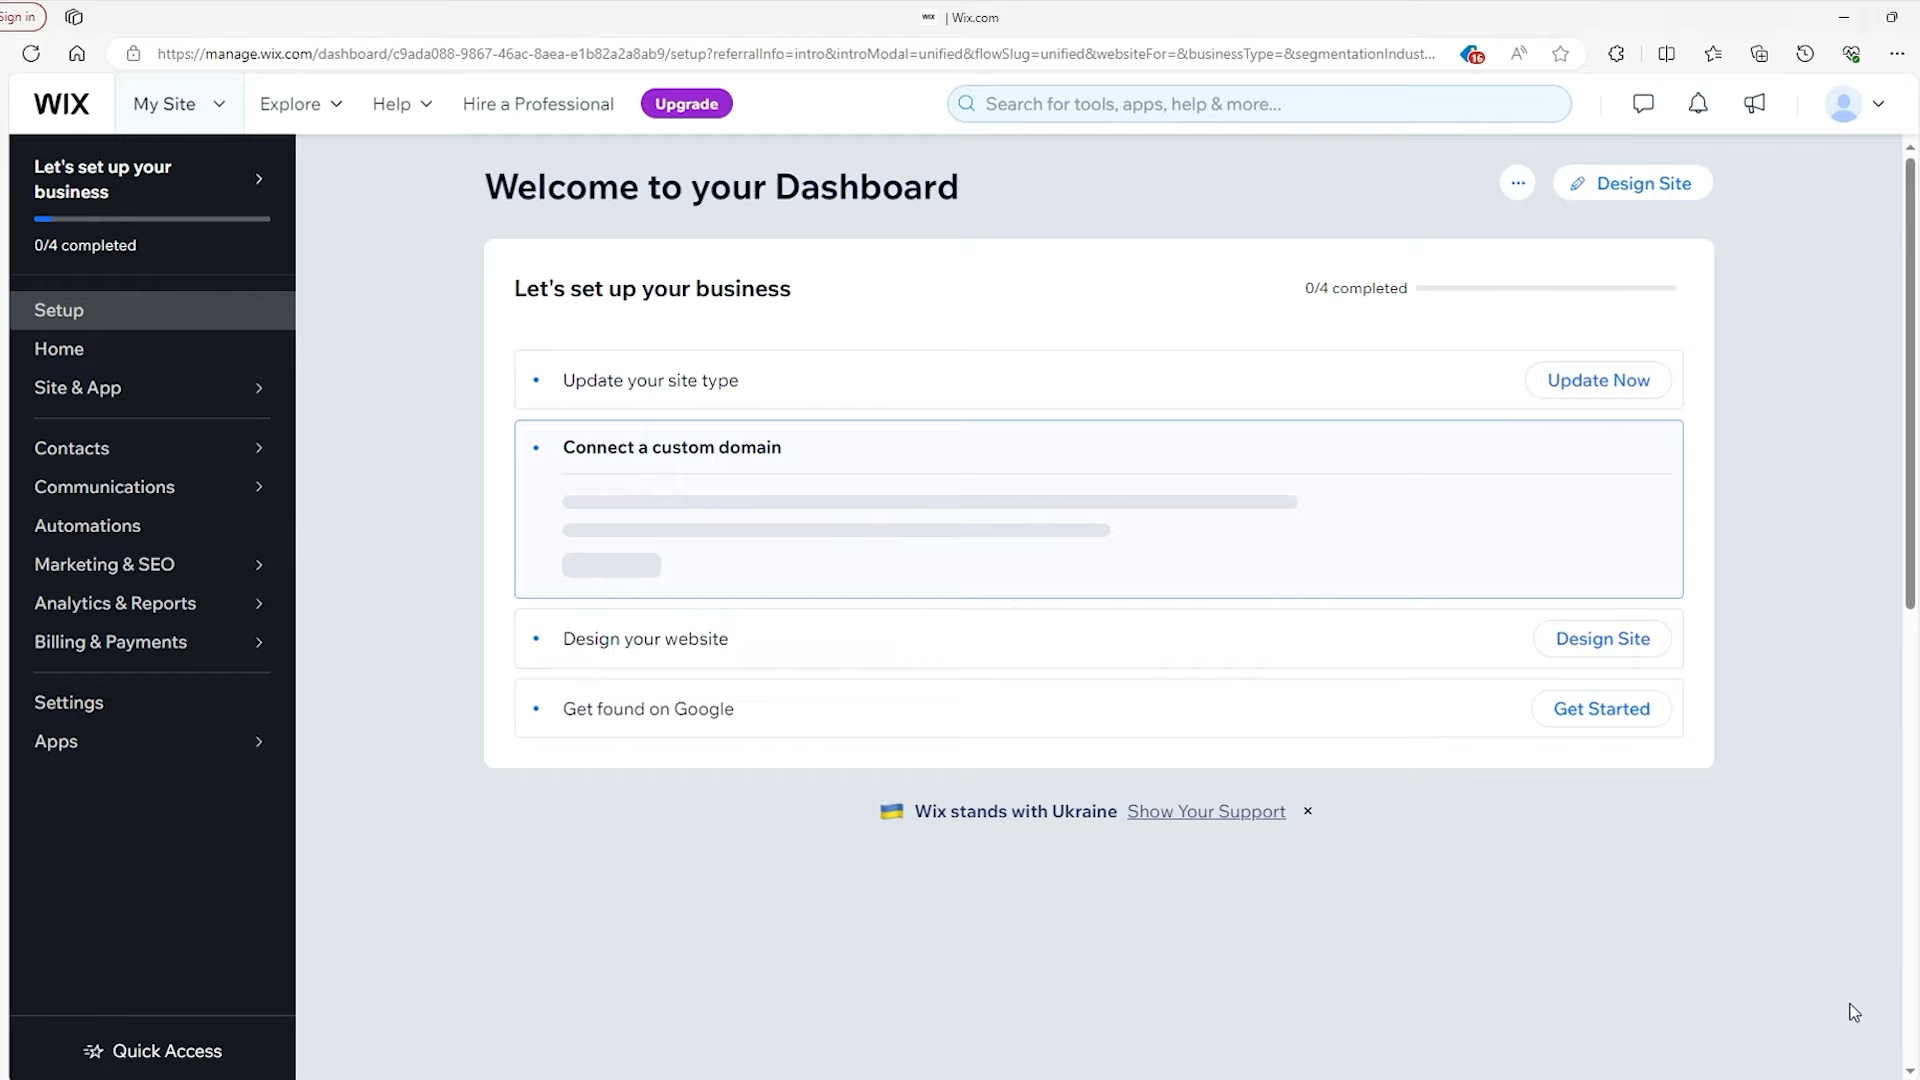 Sign in
WIX | Wix.com
https://manage.wix.com/dashboard/c9ada088-9867-46ac-8aea-e1b82a2a8ab9/setup?referralInfo=intro&introModal=unified&flowSlug=unified&websiteFor=&businessType=&segmentationIndust...
16
WIX
My Site
Explore
Help
Hire a Professional
Upgrade
Search for tools, apps, help & more...
Let's set up your
business
0/4 completed
Setup
Home
Site & App
Contacts
Communications
Automations
Marketing & SEO
Analytics & Reports
Billing & Payments
Settings
Apps
Quick Access
Welcome to your Dashboard
Design Site
Let's set up your business
0/4 completed
Update your site type
Update Now
Connect a custom domain
Design your website
Design Site
Get found on Google
Get Started
Wix stands with Ukraine Show Your Support